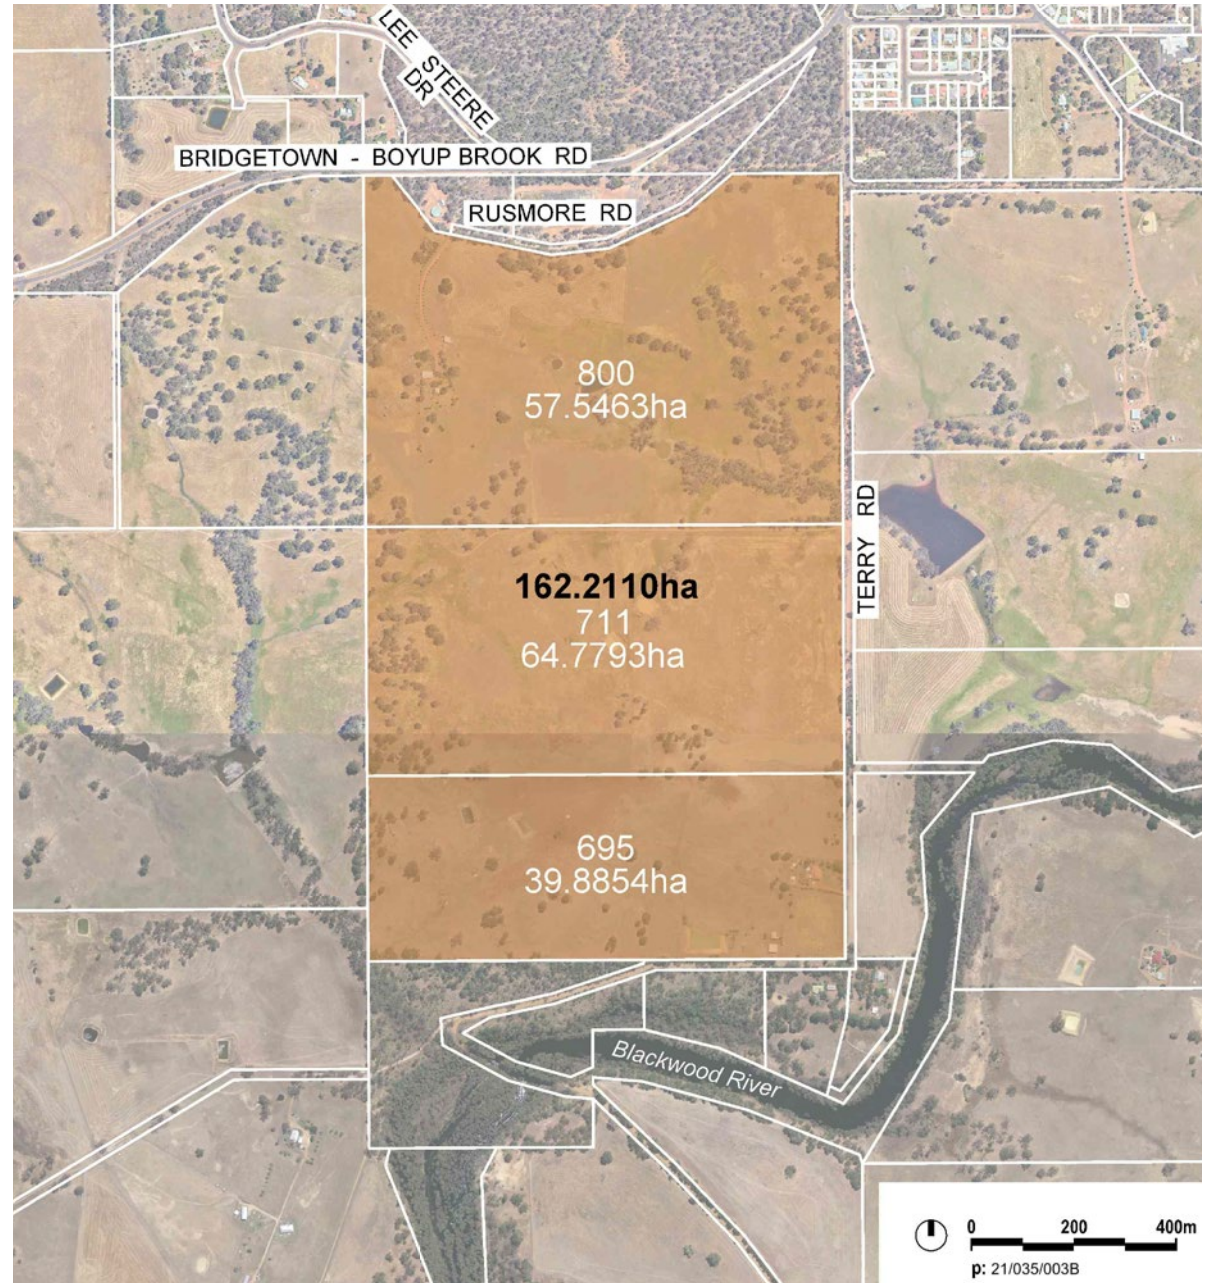 LEE STEERE
DR
BRIDGETOWN - BOYUP BROOK RD
RUSMORE RD
800
57.5463ha
TERRY RD
162.2110ha
711
64.7793ha
695
39.8854ha
Blackwood River
0 200 400m
p: 21/035/003B